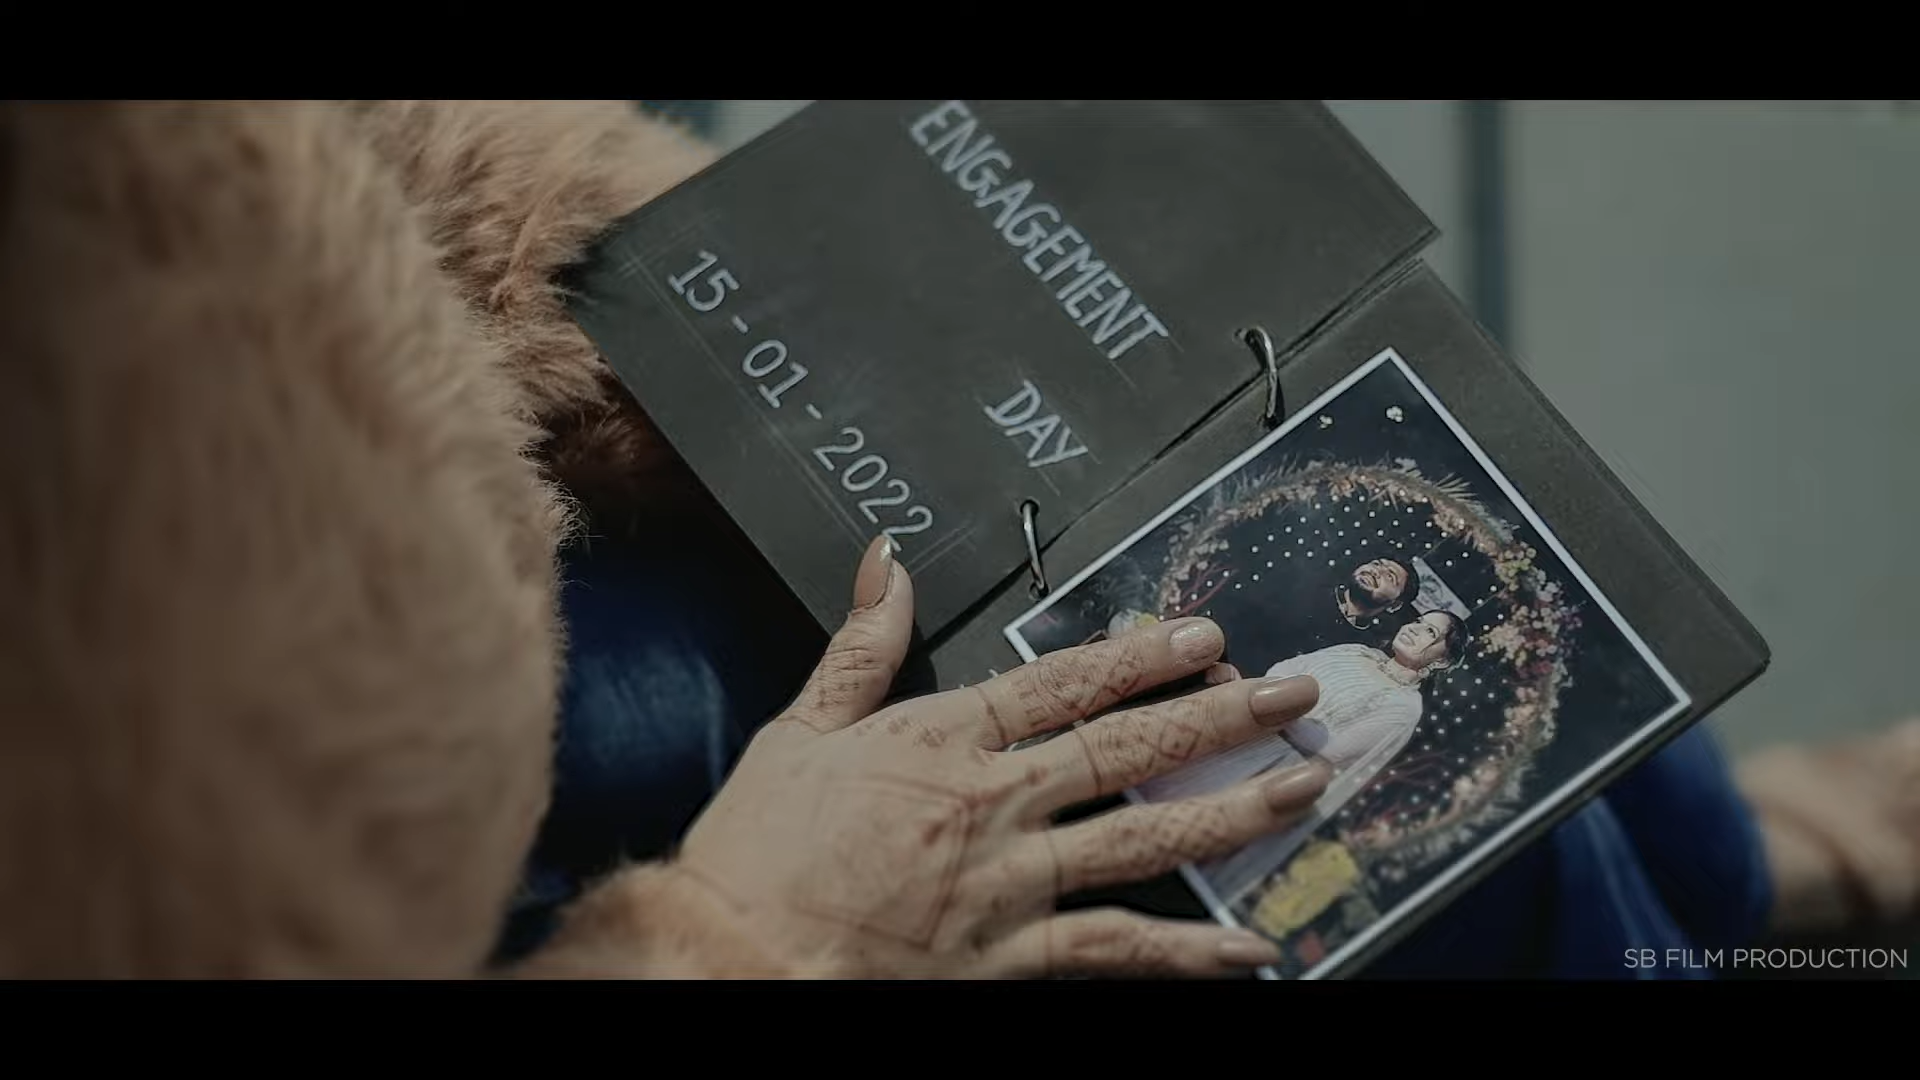 ENGAGEMENT
DAY
15 - 01 - 2022
SB FILM PRODUCTION